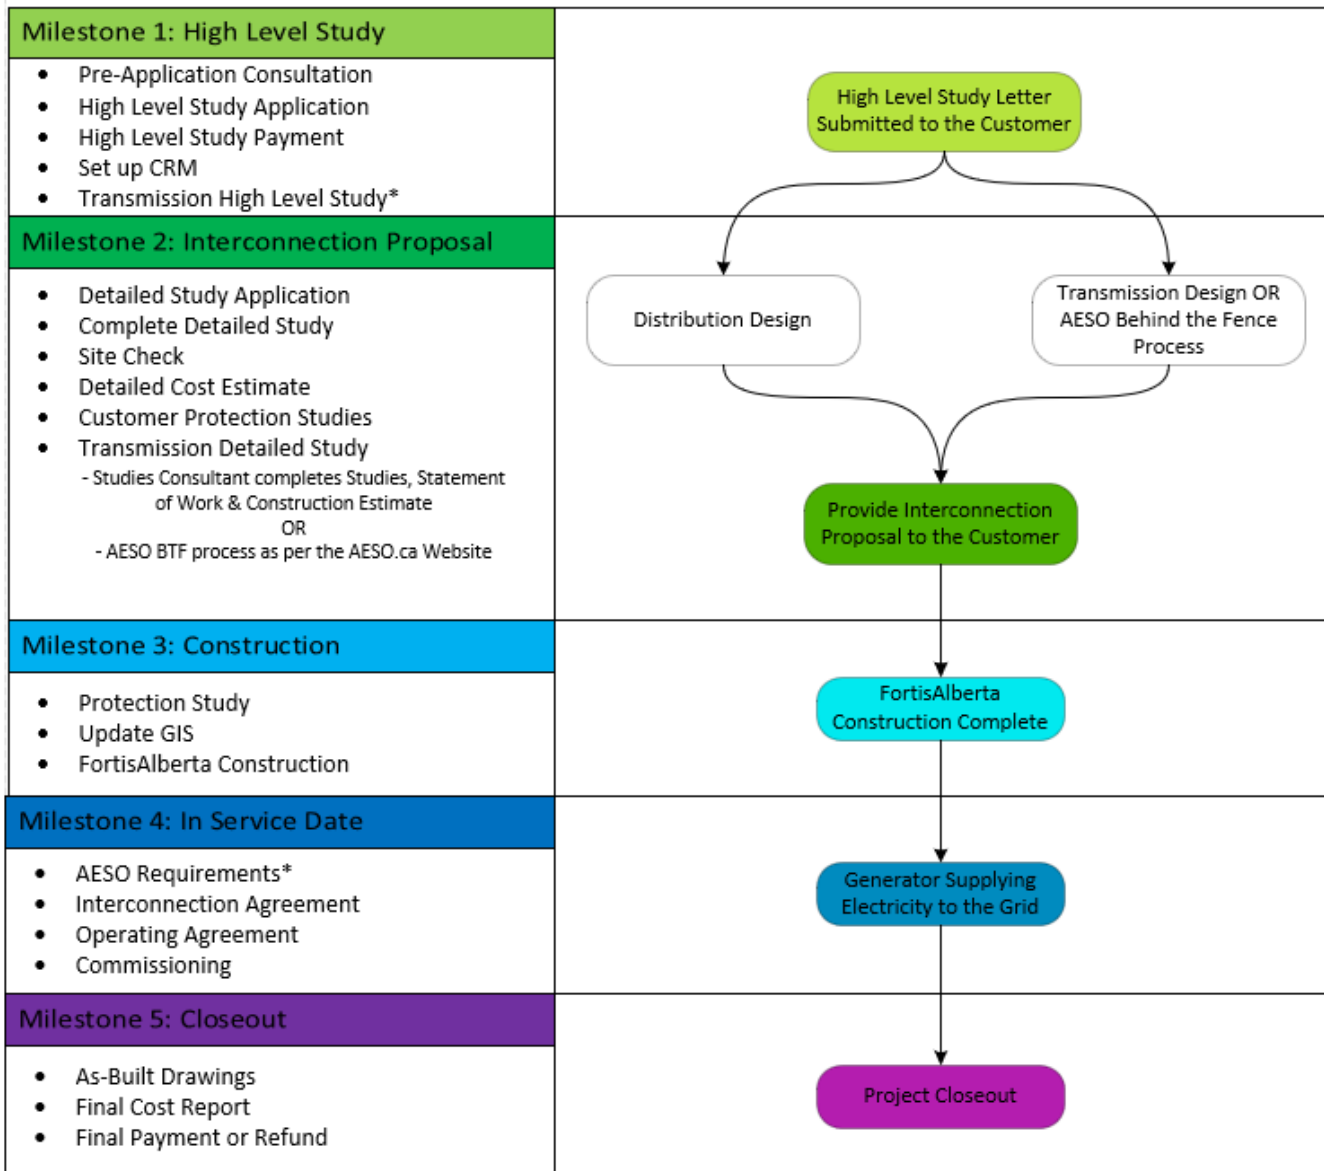 Milestone 1: High Level Study
• Pre-Application Consultation
• High Level Study Application
• High Level Study Payment
• Set up CRM
• Transmission High Level Study*
High Level Study Letter
Submitted to the Customer
Milestone 2: Interconnection Proposal
• Detailed Study Application
• Complete Detailed Study
• Site Check
• Detailed Cost Estimate
• Customer Protection Studies
• Transmission Detailed Study
- Studies Consultant completes Studies, Statement
of Work & Construction Estimate
OR
- AESO BTF process as per the AESO.ca Website
Distribution Design
Transmission Design OR
AESO Behind the Fence
Process
Provide Interconnection
Proposal to the Customer
Milestone 3: Construction
• Protection Study
• Update GIS
• FortisAlberta Construction
FortisAlberta
Construction Complete
Milestone 4: In Service Date
• AESO Requirements*
• Interconnection Agreement
• Operating Agreement
• Commissioning
Generator Supplying
Electricity to the Grid
Milestone 5: Closeout
• As-Built Drawings
• Final Cost Report
• Final Payment or Refund
Project Closeout